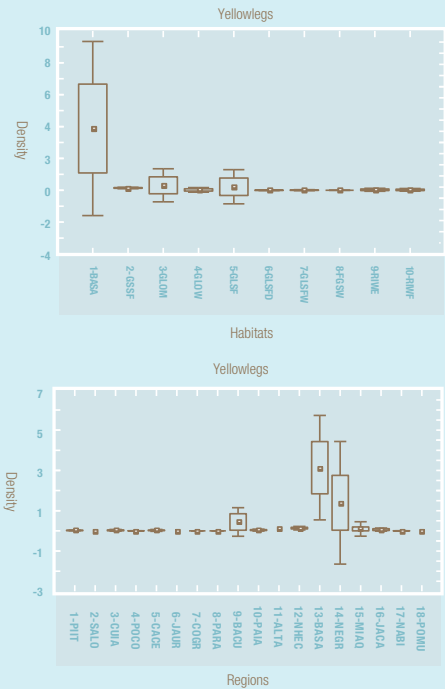 Yellowlegs
10
8
6
4
3
0
-2
-4
Density
1-BASA
2- GSSF
3-GLOM
4-GLDW
5-GLSF
6-GLSFD
7-GLSFW
8-FGSW
9-RIWE
10-RIWF
Habitats
Yellowlegs
7
5
3
1
-1
-3
Density
1-PIIT
2-SALO
3-CUIA
4-POCO
5-CACE
6-JAUR
7-COGR
8-PARA
9-BACU
10-PAIA
11-ALTA
12-NHEC
13-BASA
14-NEGR
15-MIAQ
16-JACA
17-NABI
18-POMU
Regions